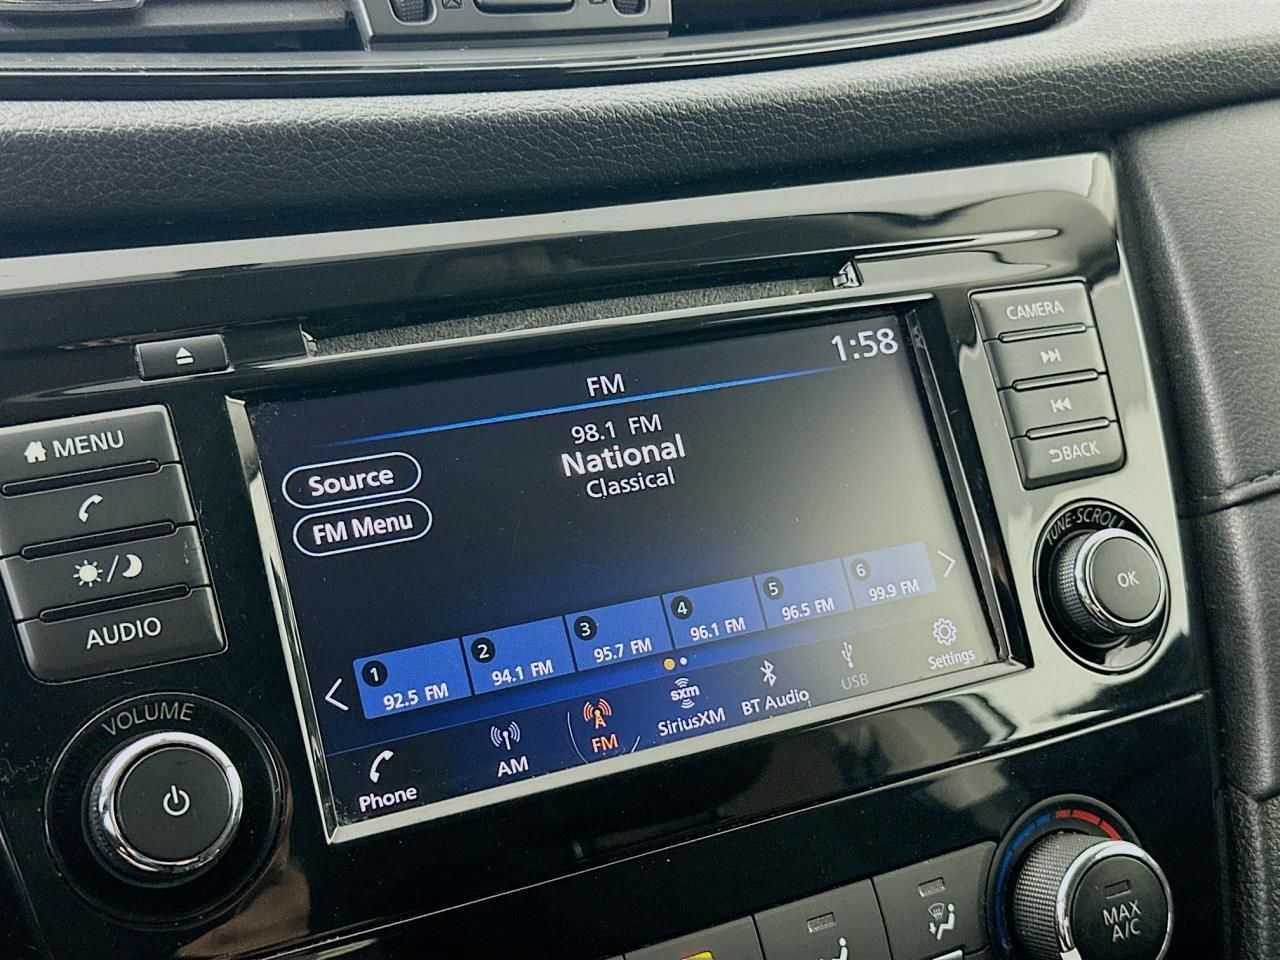 CAMERA
1:58
FM
98.1 FM
National
Classical
MENU
Source
FM Menu
BACK
TUNE·SCROLL
OK
AUDIO
1
92.5 FM
2
94.1 FM
3
95.7 FM
4
96.1 FM
5
96.5 FM
6
99.9 FM
Phone
AM
FM
sxm
SiriusXM
BT Audio
USB
Settings
VOLUME
MAX
A/C